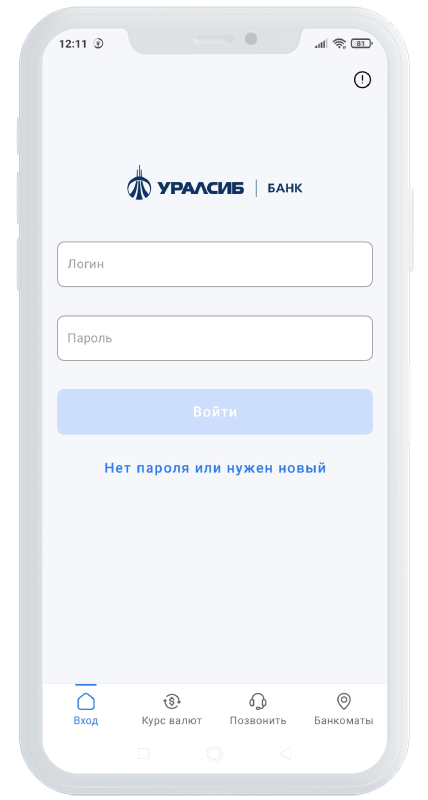 12:11 81
УРАЛСИБ | БАНК
Логин
Пароль
Войти
Нет пароля или нужен новый
Вход Курс валют Позвонить Банкоматы